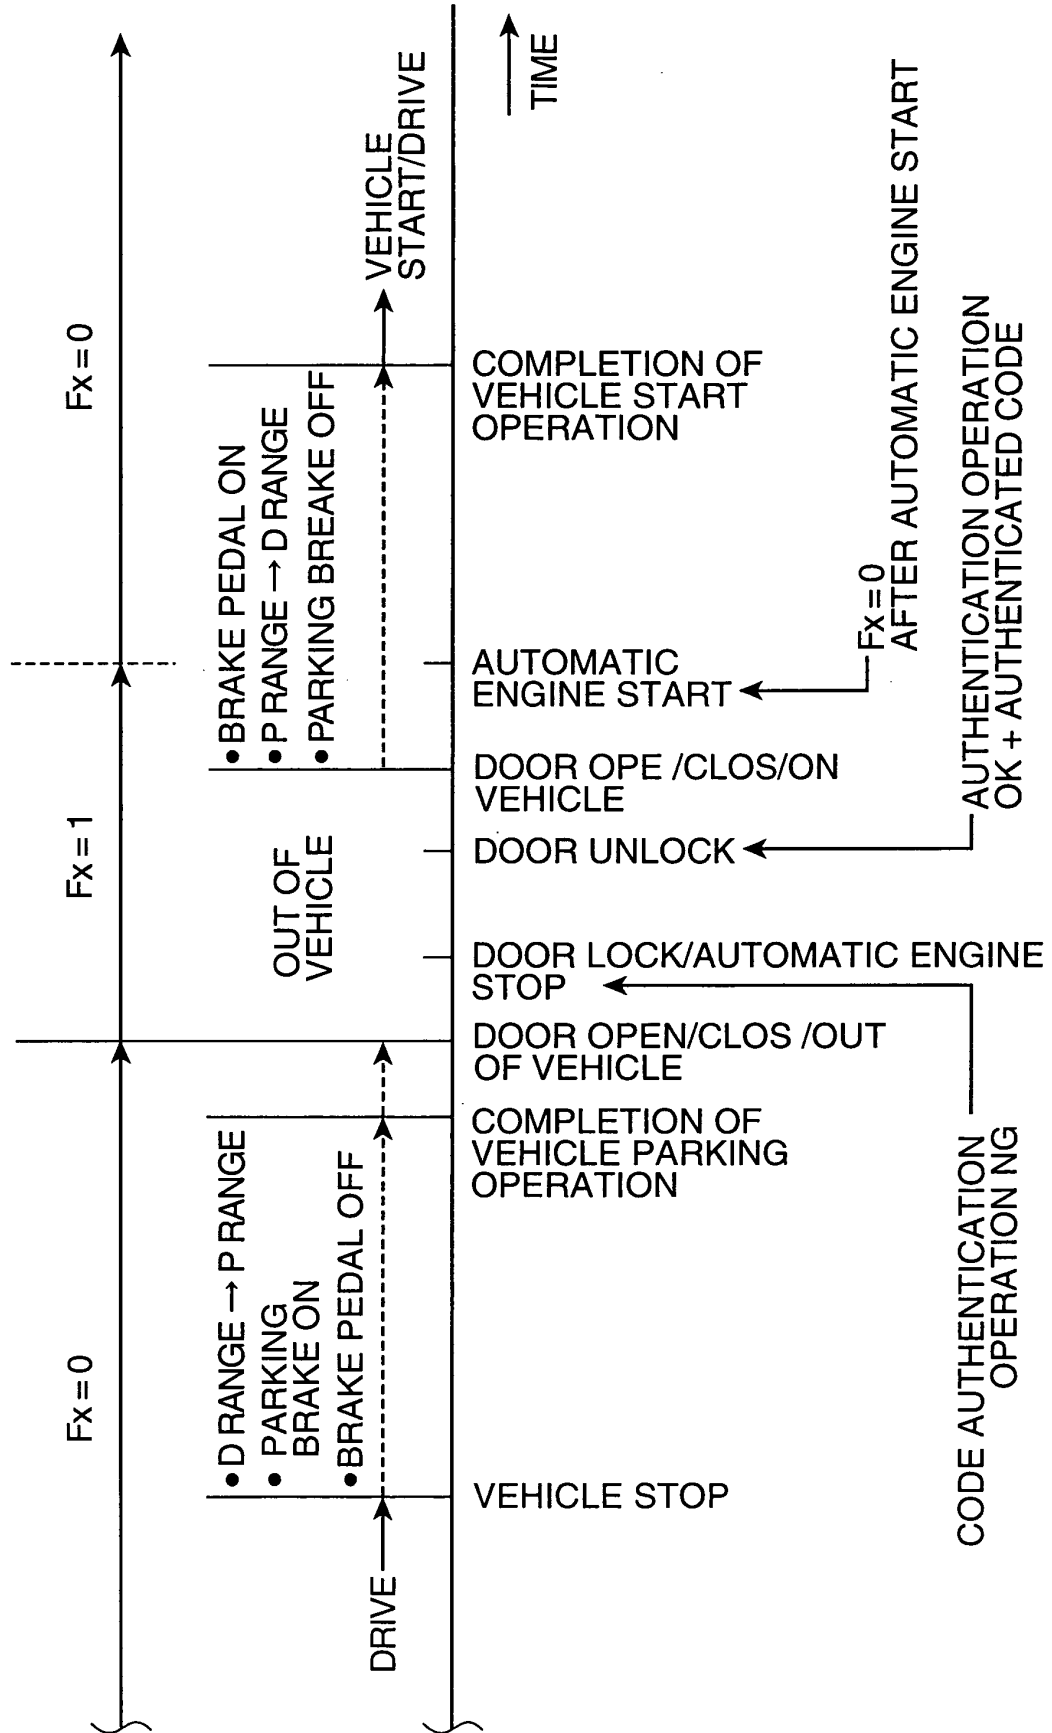 TIME
Fx=0
VEHICLE
START/DRIVE
COMPLETION OF
VEHICLE START
OPERATION
• BRAKE PEDAL ON
• P RANGE → D RANGE
• PARKING BREAKE OFF
Fx=0
AFTER AUTOMATIC ENGINE START
AUTOMATIC
ENGINE START
AUTHENTICATION OPERATION
OK + AUTHENTICATED CODE
DOOR OPE /CLOS/ON
VEHICLE
Fx=1
OUT OF
VEHICLE
DOOR UNLOCK
DOOR LOCK/AUTOMATIC ENGINE
STOP
DOOR OPEN/CLOS /OUT
OF VEHICLE
COMPLETION OF
VEHICLE PARKING
OPERATION
CODE AUTHENTICATION
OPERATION NG
Fx=0
• D RANGE → P RANGE
• PARKING
BRAKE ON
• BRAKE PEDAL OFF
VEHICLE STOP
DRIVE